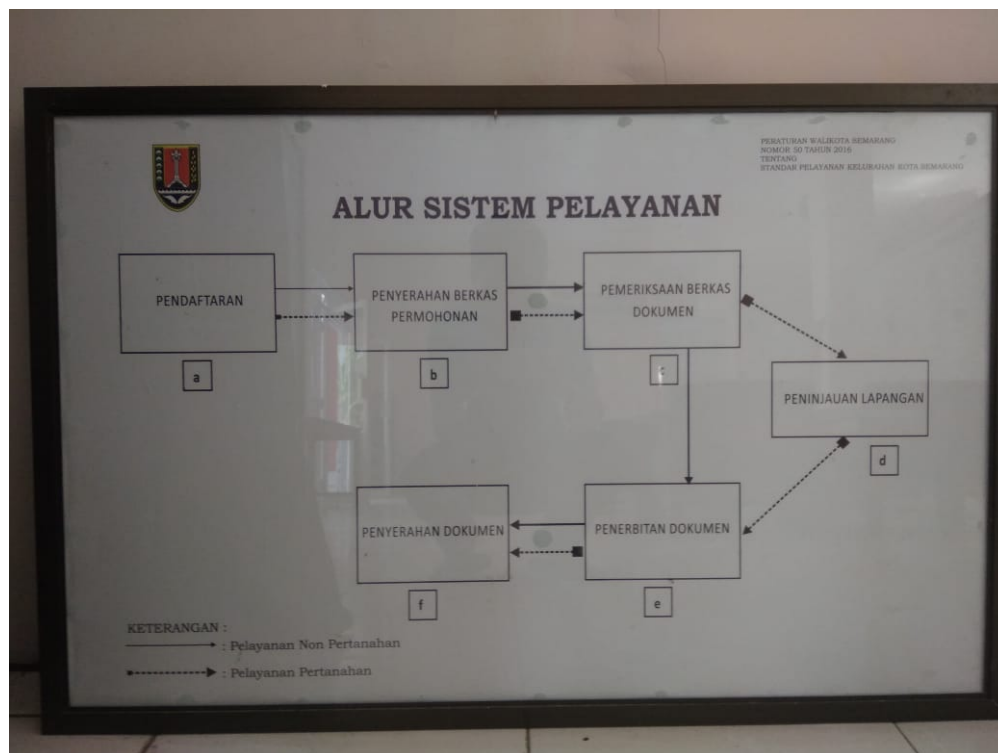 PERATURAN WALIKOTA SEMARANG
NOMOR 50 TAHUN 2016
TENTANG
STANDAR PELAYANAN KELURAHAN KOTA SEMARANG
ALUR SISTEM PELAYANAN
PENDAFTARAN
a
PENYERAHAN BERKAS
PERMOHONAN
b
PEMERIKSAAN BERKAS
DOKUMEN
c
PENINJAUAN LAPANGAN
d
PENERBITAN DOKUMEN
e
PENYERAHAN DOKUMEN
f
KETERANGAN :
: Pelayanan Non Pertanahan
: Pelayanan Pertanahan